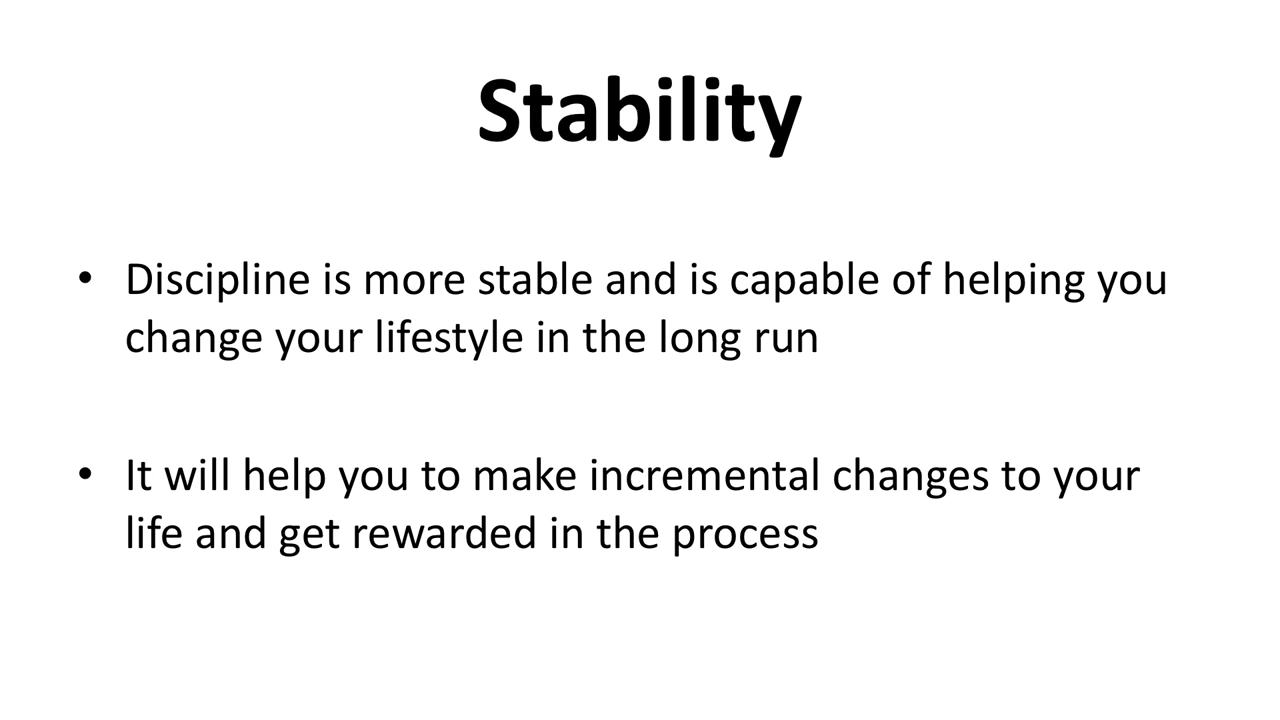 Stability
• Discipline is more stable and is capable of helping you
change your lifestyle in the long run
• It will help you to make incremental changes to your
life and get rewarded in the process